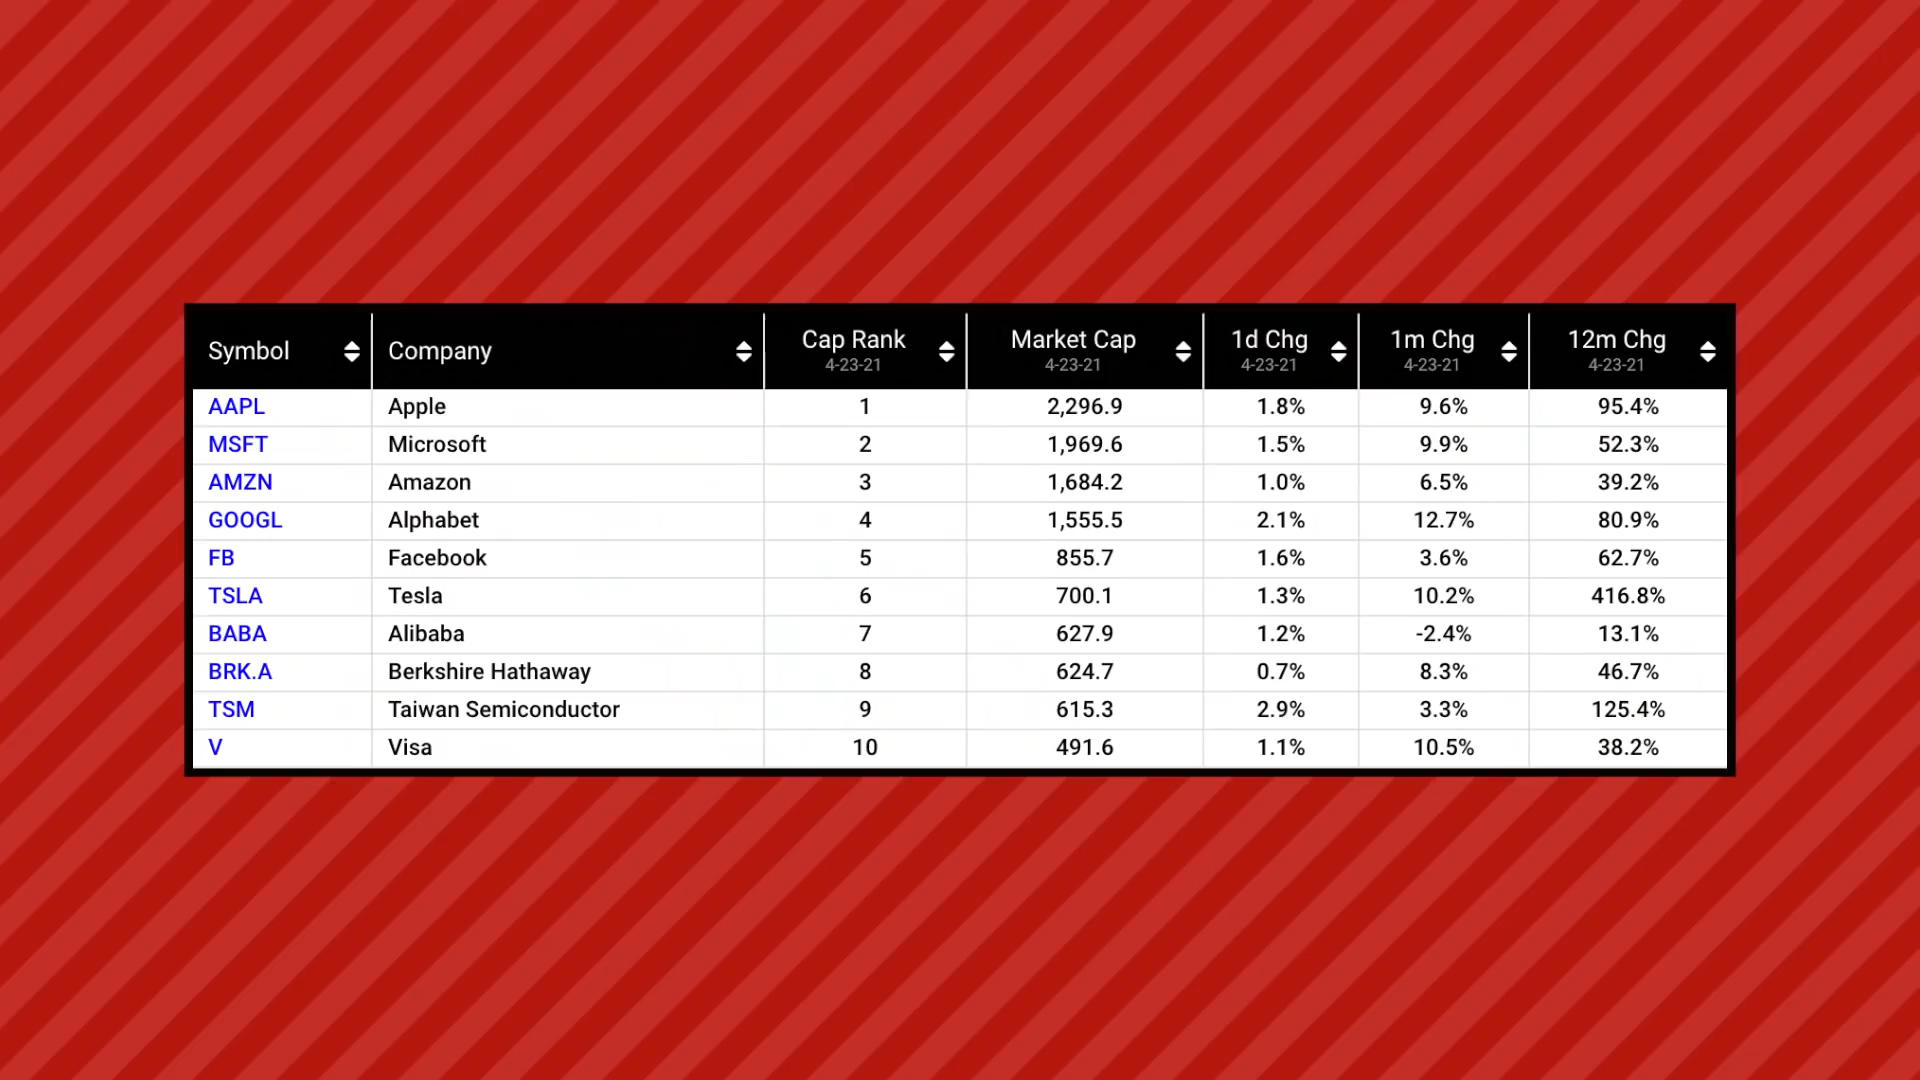 Symbol Company Cap Rank Market Cap 1d Chg 1m Chg 12m Chg
4-23-21 4-23-21 4-23-21 4-23-21 4-23-21
AAPL Apple 1 2,296.9 1.8% 9.6% 95.4%
MSFT Microsoft 2 1,969.6 1.5% 9.9% 52.3%
AMZN Amazon 3 1,684.2 1.0% 6.5% 39.2%
GOOGL Alphabet 4 1,555.5 2.1% 12.7% 80.9%
FB Facebook 5 855.7 1.6% 3.6% 62.7%
TSLA Tesla 6 700.1 1.3% 10.2% 416.8%
BABA Alibaba 7 627.9 1.2% -2.4% 13.1%
BRK.A Berkshire Hathaway 8 624.7 0.7% 8.3% 46.7%
TSM Taiwan Semiconductor 9 615.3 2.9% 3.3% 125.4%
V Visa 10 491.6 1.1% 10.5% 38.2%